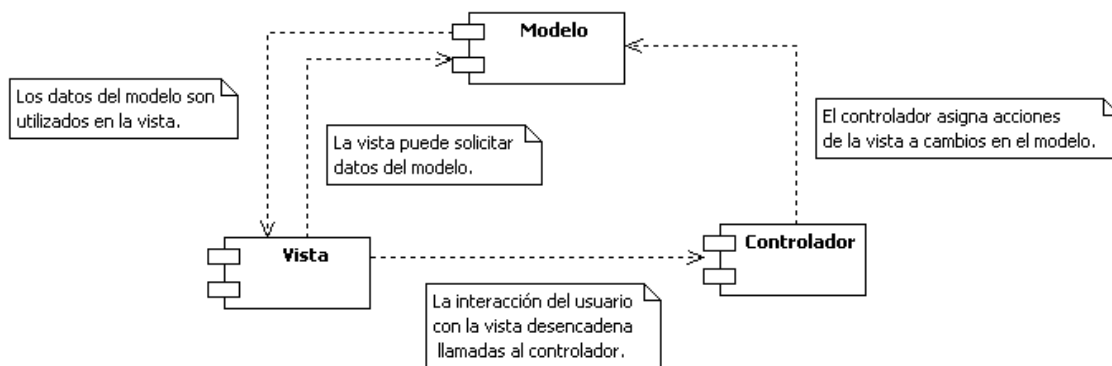 Modelo
Los datos del modelo son
utilizados en la vista.
La vista puede solicitar
datos del modelo.
El controlador asigna acciones
de la vista a cambios en el modelo.
Vista
Controlador
La interacción del usuario
con la vista desencadena
llamadas al controlador.